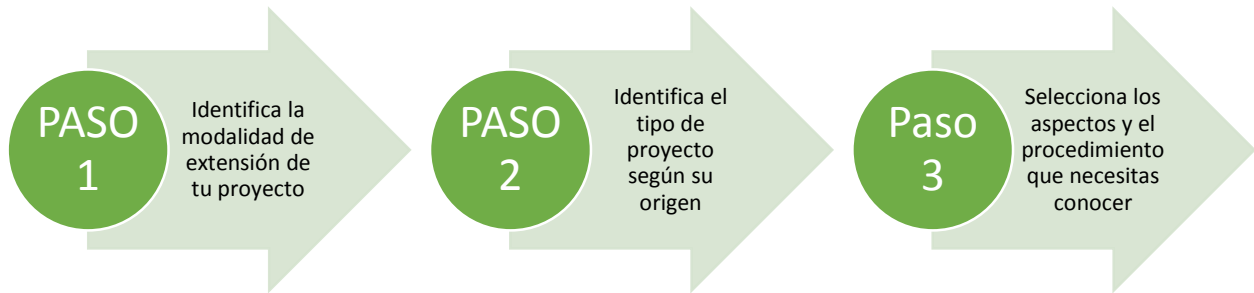 PASO
1
Identifica la
modalidad de
extensión de
tu proyecto
PASO
2
Identifica el
tipo de
proyecto
según su
origen
Paso
3
Selecciona los
aspectos y el
procedimiento
que necesitas
conocer